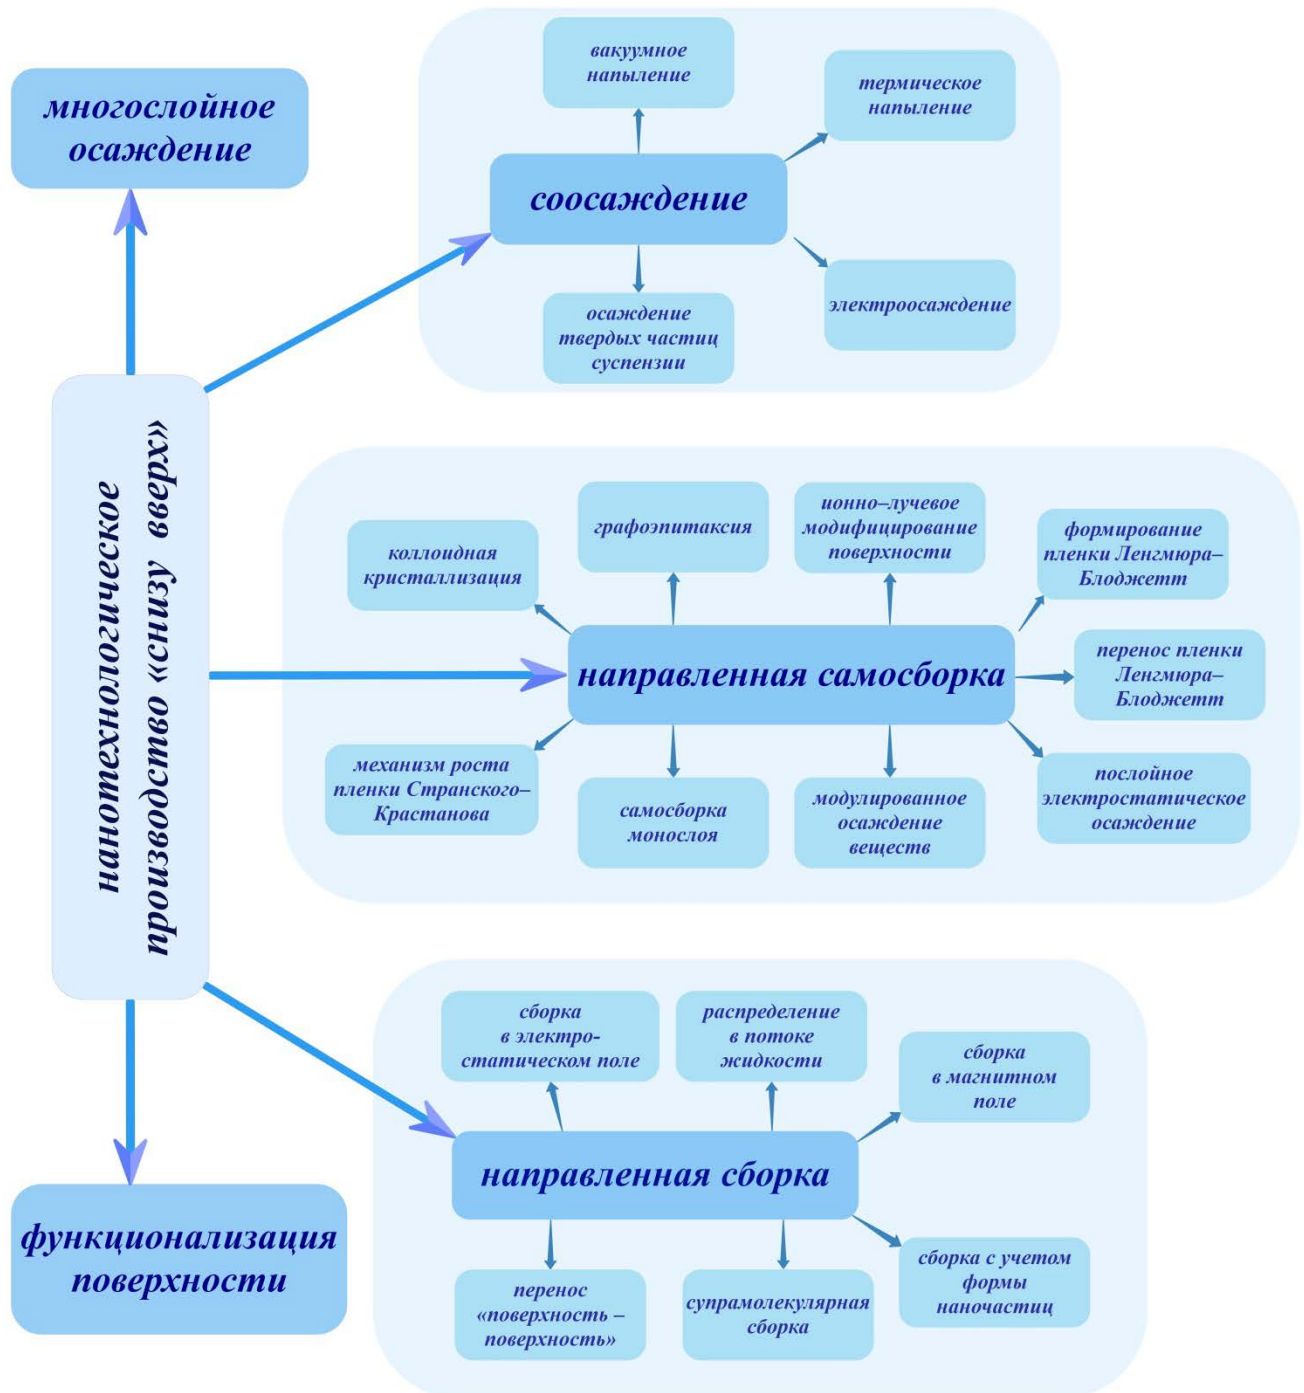 многослойное
осаждение
вакуумное
напыление
термическое
напыление
соосаждение
осаждение
твердых частиц
суспензии
электроосаждение
нанотехнологическое
производство «снизу вверх»
коллоидная
кристаллизация
графоэпитаксия
ионно–лучевое
модифицирование
поверхности
формирование
пленки Ленгмюра–
Блоджетт
направленная самосборка
перенос пленки
Ленгмюра–
Блоджетт
механизм роста
пленки Странского–
Крастанова
самосборка
монослоя
модулированное
осаждение
веществ
послойное
электростатическое
осаждение
сборка
в электро-
статическом поле
распределение
в потоке
жидкости
сборка
в магнитном
поле
направленная сборка
перенос
«поверхность –
поверхность»
супрамолекулярная
сборка
сборка с учетом
формы
наночастиц
функционализация
поверхности